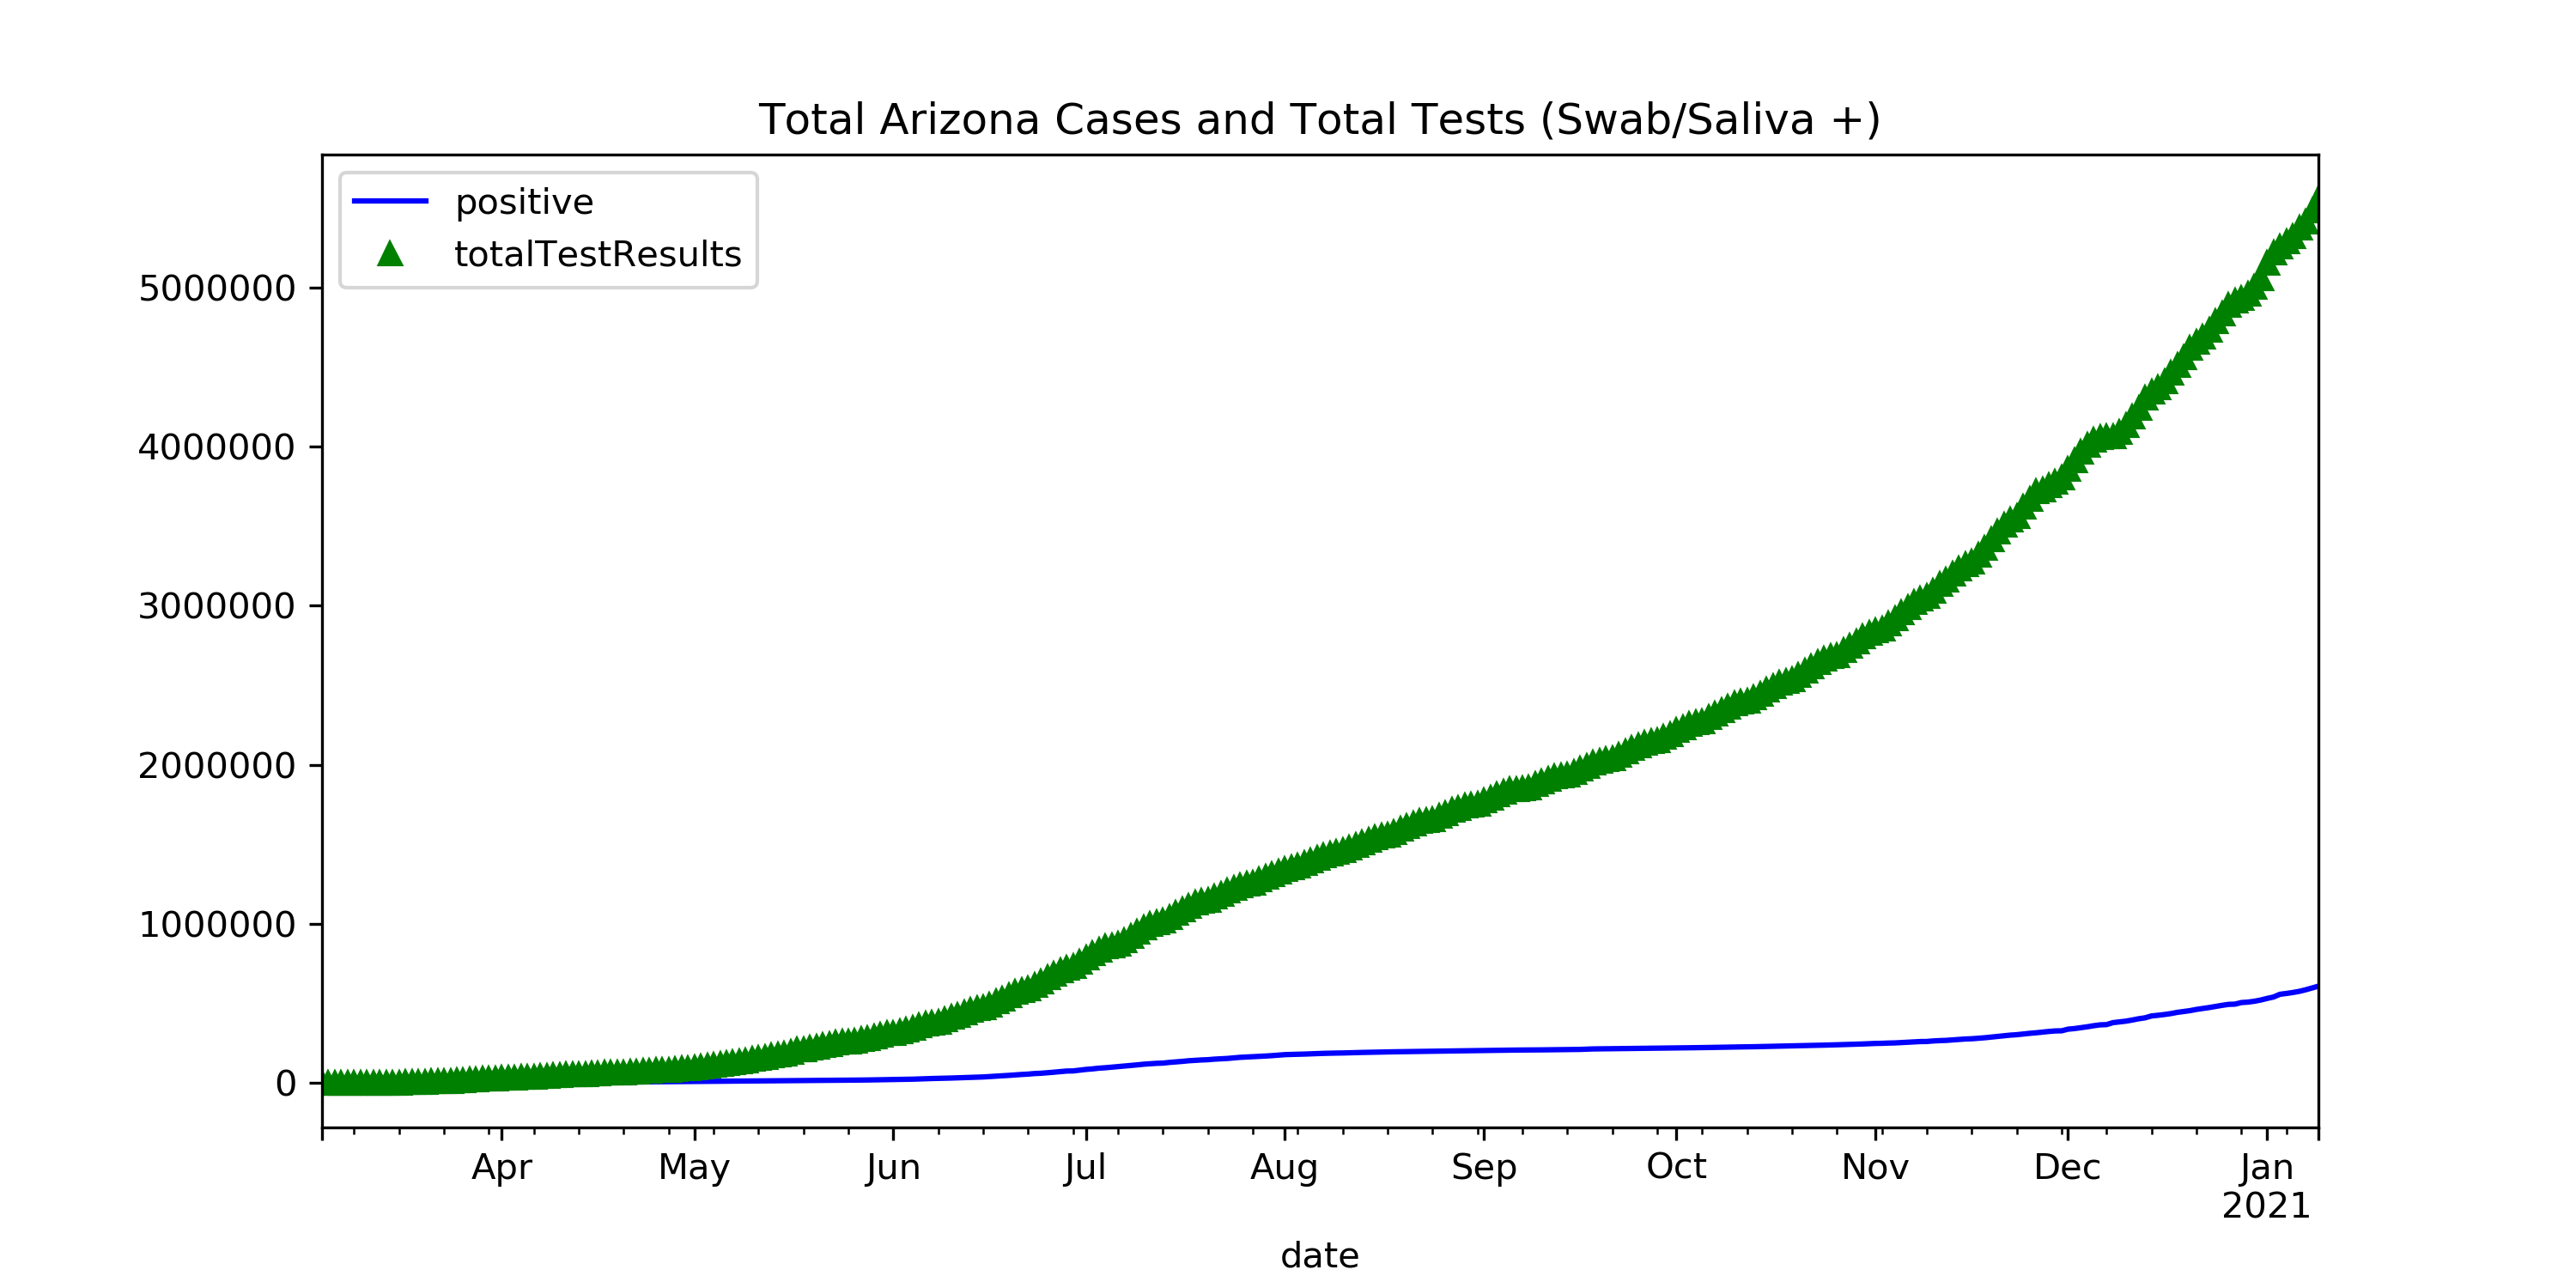 Total Arizona Cases and Total Tests (Swab/Saliva +)
positive
totalTestResults
5000000
4000000
3000000
2000000
1000000
0
Apr May Jun Jul Aug Sep Oct Nov Dec Jan
2021
date